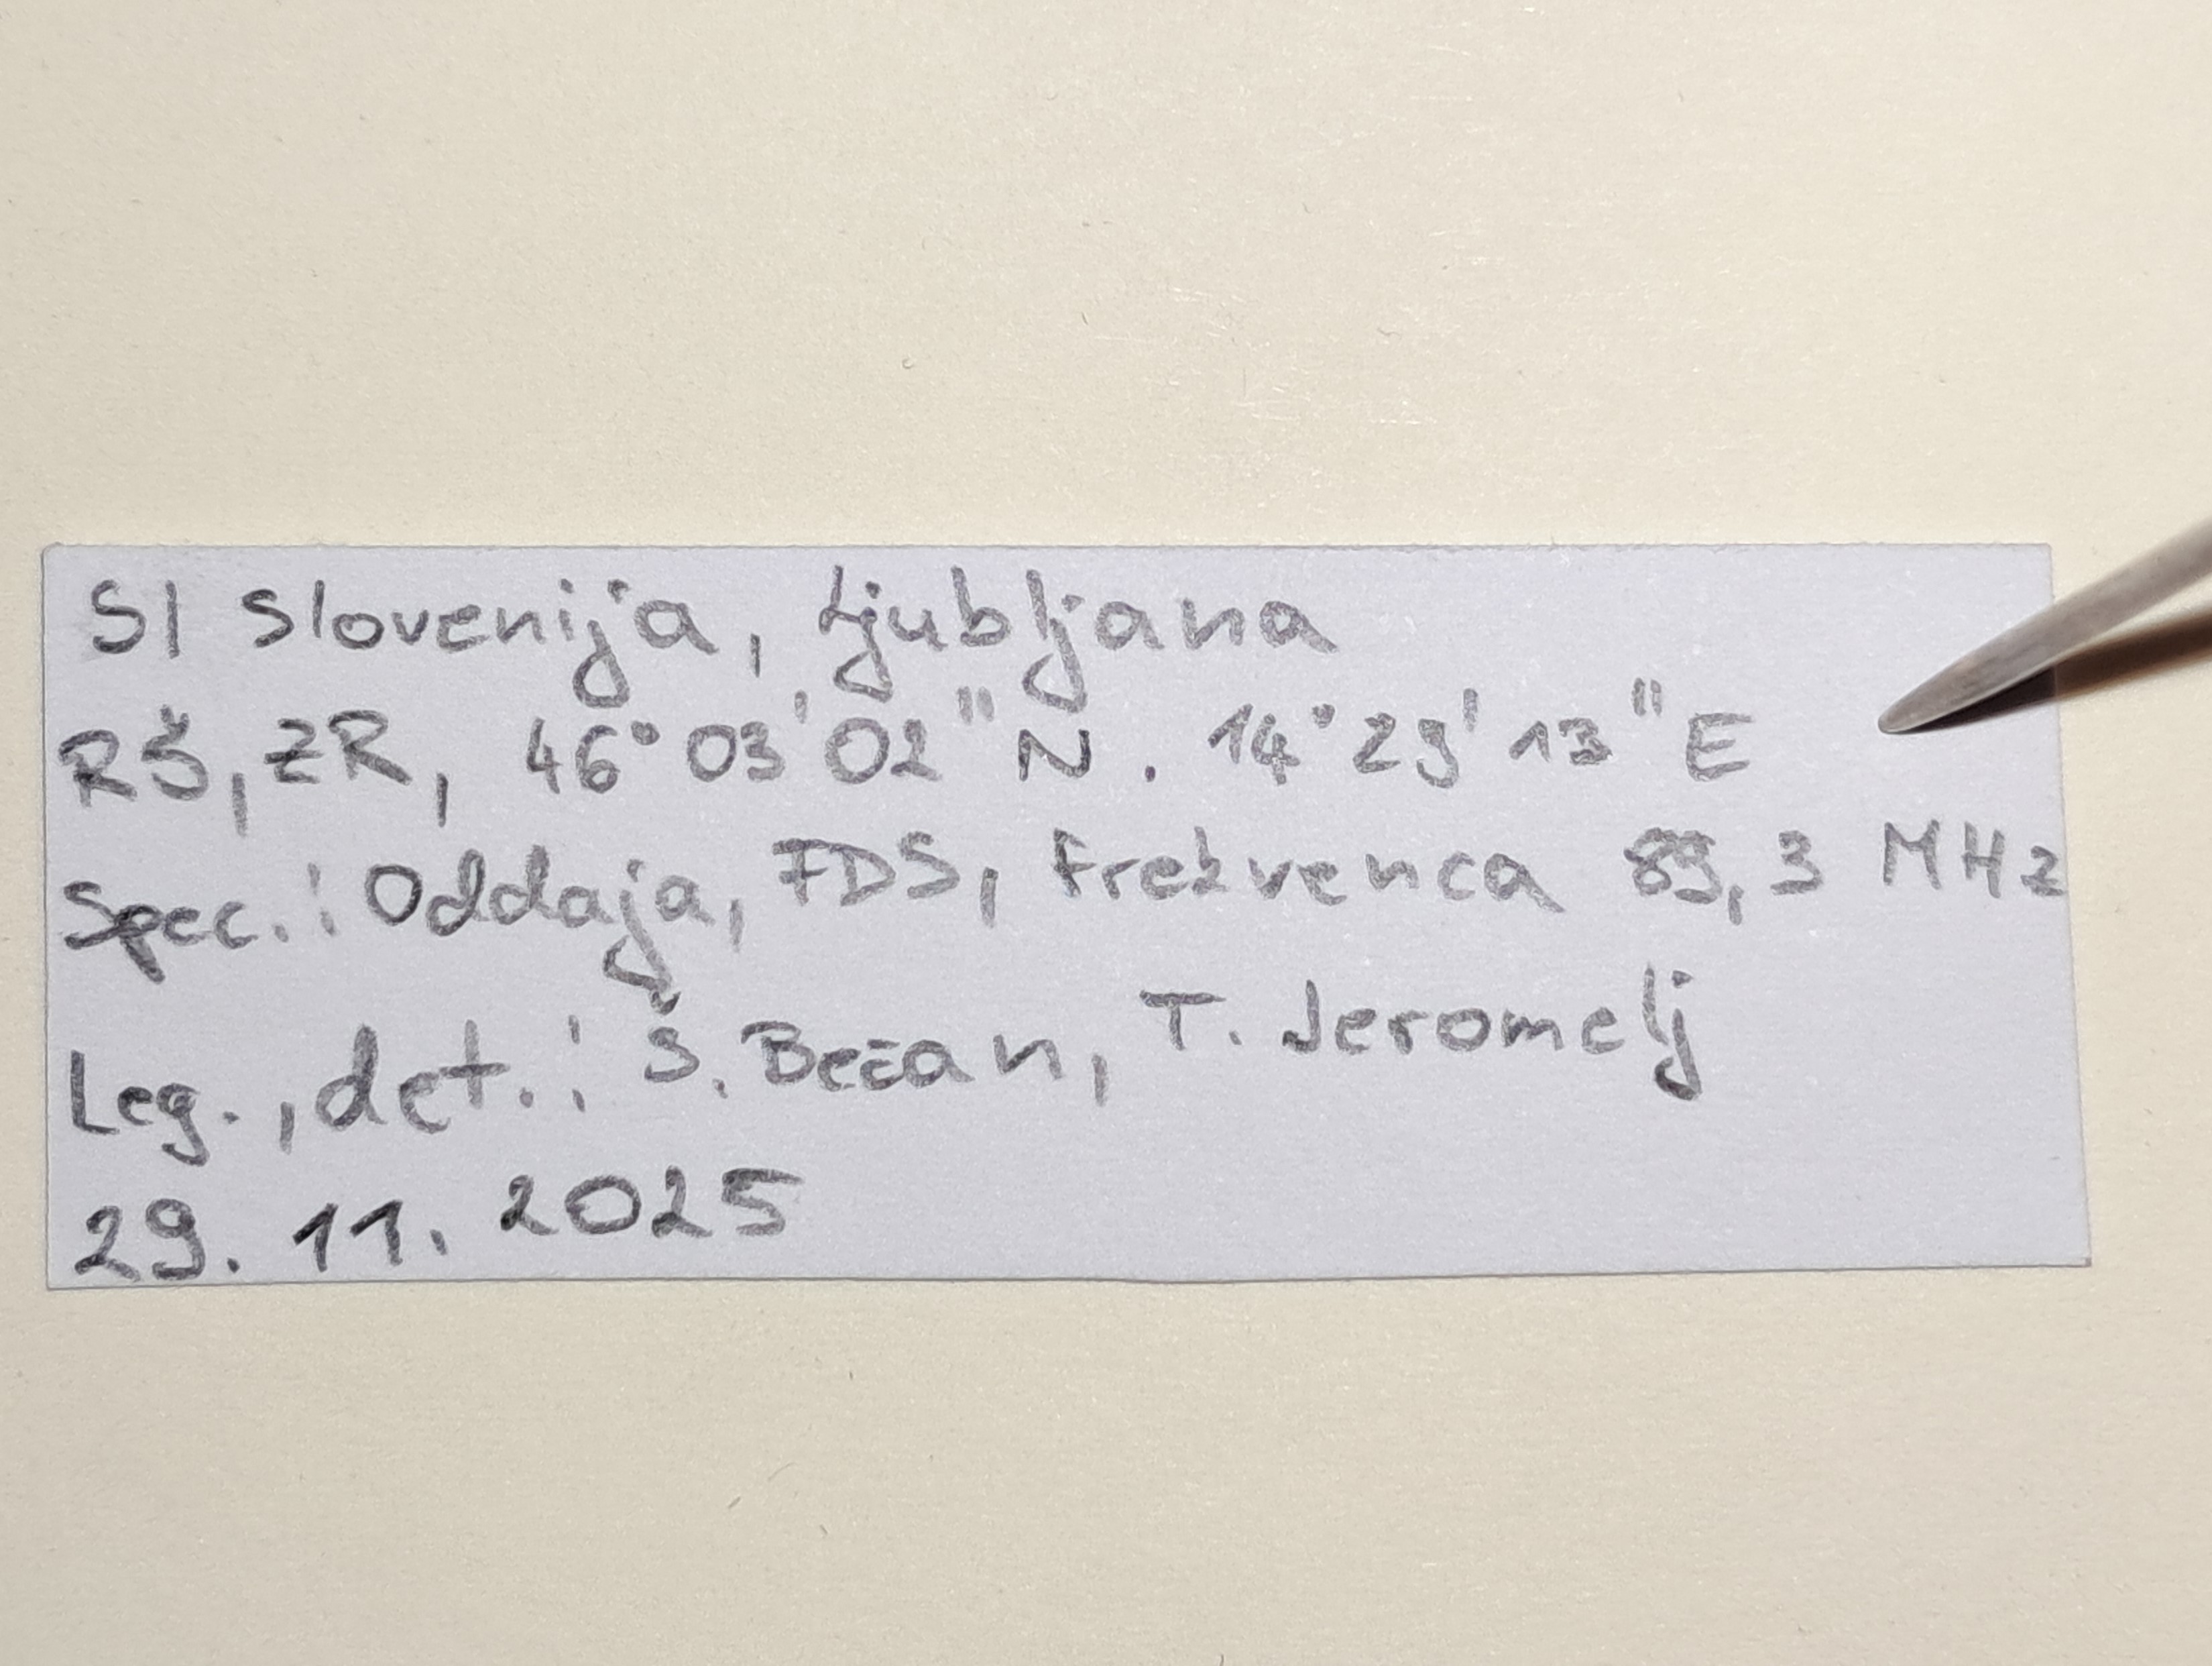 SI Slovenija, Ljubljana
RŠ, ZR, 46°03'02"N. 14°29'13"E
Spec.: Oddaja, FDS, Frekvenca 89,3 MHz
Leg., det.: Š. Bečan, T. Jeromelj
29. 11. 2025